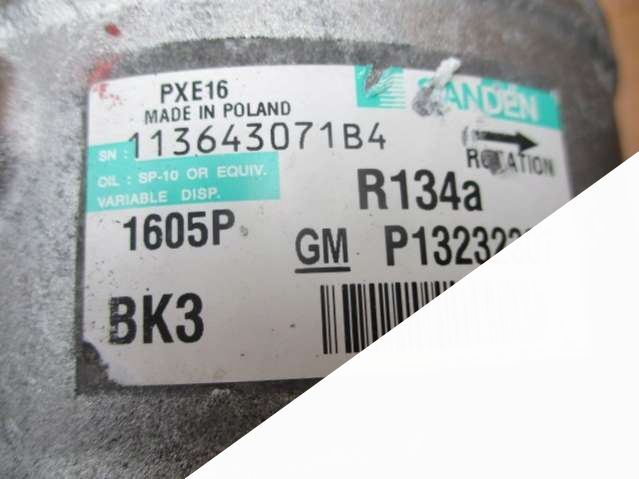 PXE16
MADE IN POLAND
SANDEN
SN : 113643071B4
ROTATION
OIL : SP-10 OR EQUIV.
VARIABLE DISP.
R134a
1605P
GM
BK3